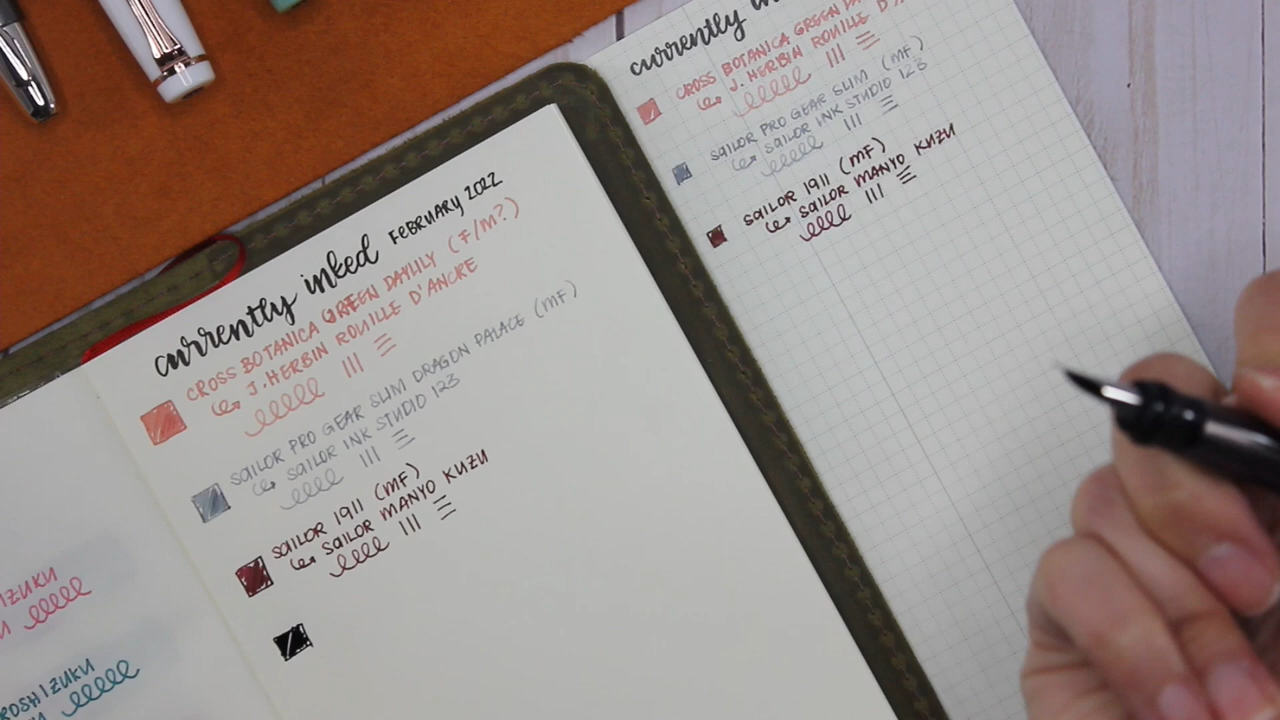 currently inked FEBRUARY 2022
CROSS BOTANICA GREEN DAYLILY (F/M?)
J. HERBIN ROUILLE D'ANCRE
SAILOR PRO GEAR SLIM DRAGON PALACE (MF)
SAILOR INK STUDIO 123
SAILOR 1911 (MF)
SAILOR MANYO KUZU
currently
CROSS BOTANICA GREEN
J. HERBIN ROUILLE
SAILOR PRO GEAR SLIM (MF)
SAILOR INK STUDIO 123
SAILOR 1911 (MF)
SAILOR MANYO KUZU